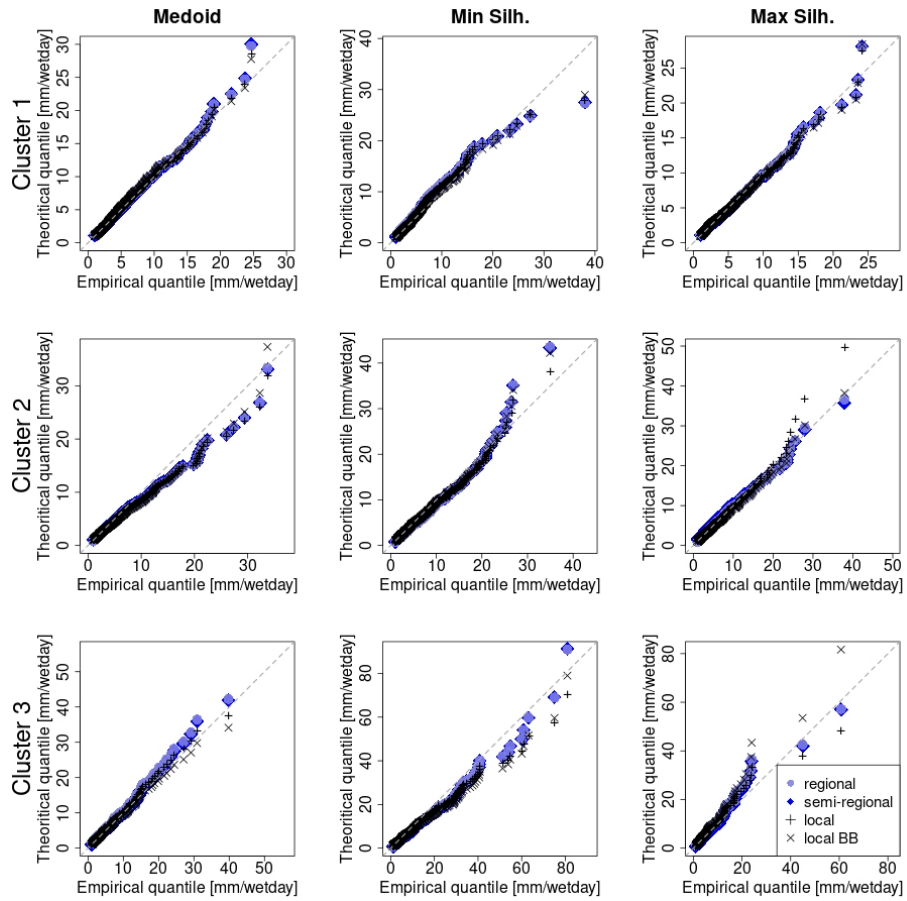 Medoid Min Silh. Max Silh.
Cluster 1
Theoritical quantile [mm/wetday]
0 5 10 15 20 25 30
0 5 10 15 20 25 30
Empirical quantile [mm/wetday]
Theoritical quantile [mm/wetday]
0 10 20 30 40
0 10 20 30 40
Empirical quantile [mm/wetday]
Theoritical quantile [mm/wetday]
0 5 10 15 20 25
0 5 10 15 20 25
Empirical quantile [mm/wetday]
Cluster 2
Theoritical quantile [mm/wetday]
0 10 20 30
0 10 20 30
Empirical quantile [mm/wetday]
Theoritical quantile [mm/wetday]
0 10 20 30 40
0 10 20 30 40
Empirical quantile [mm/wetday]
Theoritical quantile [mm/wetday]
0 10 20 30 40 50
0 10 20 30 40 50
Empirical quantile [mm/wetday]
Cluster 3
Theoritical quantile [mm/wetday]
0 10 20 30 40 50
0 10 20 30 40 50
Empirical quantile [mm/wetday]
Theoritical quantile [mm/wetday]
0 20 40 60 80
0 20 40 60 80
Empirical quantile [mm/wetday]
Theoritical quantile [mm/wetday]
0 20 40 60 80
regional
semi-regional
local
local BB
0 20 40 60 80
Empirical quantile [mm/wetday]